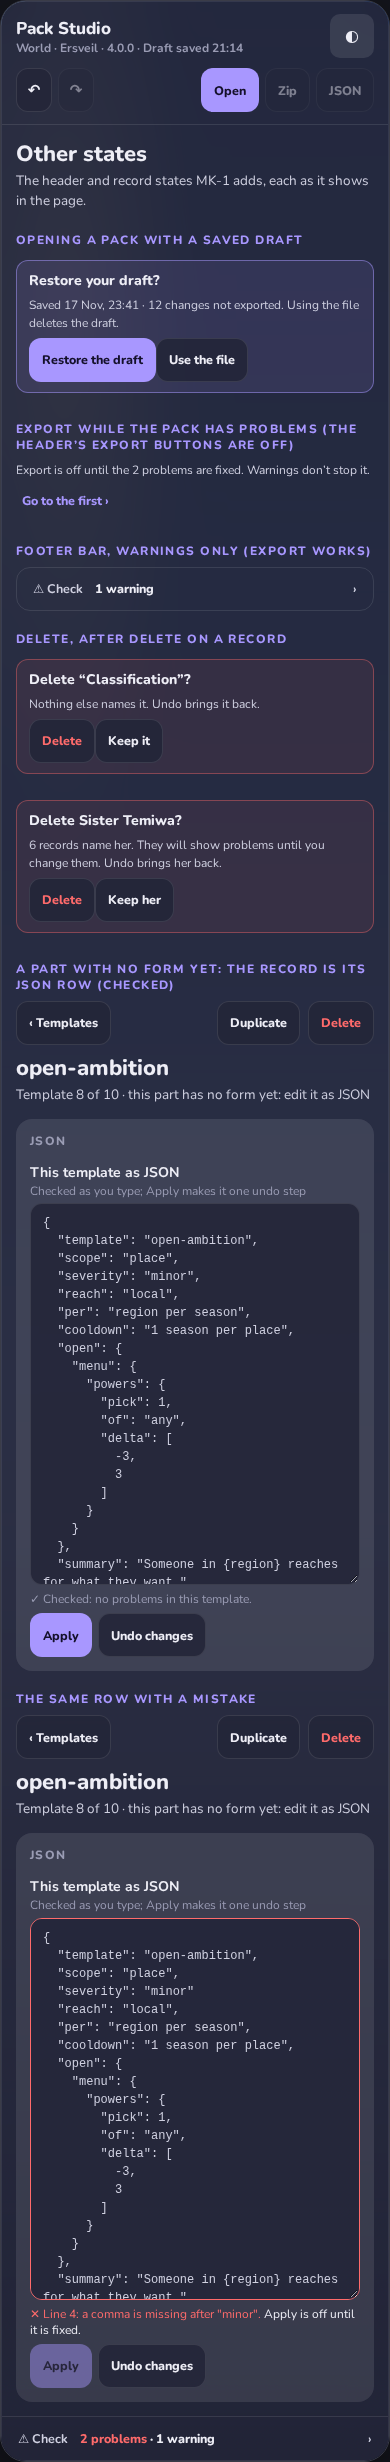 Pack Studio
World · Ersveil · 4.0.0 · Draft saved 21:14
Open Zip JSON
Other states
The header and record states MK-1 adds, each as it shows
in the page.
OPENING A PACK WITH A SAVED DRAFT
Restore your draft?
Saved 17 Nov, 23:41 · 12 changes not exported. Using the file
deletes the draft.
Restore the draft Use the file
EXPORT WHILE THE PACK HAS PROBLEMS (THE
HEADER’S EXPORT BUTTONS ARE OFF)
Export is off until the 2 problems are fixed. Warnings don’t stop it.
Go to the first ›
FOOTER BAR, WARNINGS ONLY (EXPORT WORKS)
⚠ Check 1 warning ›
DELETE, AFTER DELETE ON A RECORD
Delete “Classification”?
Nothing else names it. Undo brings it back.
Delete Keep it
Delete Sister Temiwa?
6 records name her. They will show problems until you
change them. Undo brings her back.
Delete Keep her
A PART WITH NO FORM YET: THE RECORD IS ITS
JSON ROW (CHECKED)
‹ Templates Duplicate Delete
open-ambition
Template 8 of 10 · this part has no form yet: edit it as JSON
JSON
This template as JSON
Checked as you type; Apply makes it one undo step
{
"template": "open-ambition",
"scope": "place",
"severity": "minor",
"reach": "local",
"per": "region per season",
"cooldown": "1 season per place",
"open": {
"menu": {
"powers": {
"pick": 1,
"of": "any",
"delta": [
-3,
3
]
}
}
},
"summary": "Someone in {region} reaches
for what they want."
✓ Checked: no problems in this template.
Apply Undo changes
THE SAME ROW WITH A MISTAKE
‹ Templates Duplicate Delete
open-ambition
Template 8 of 10 · this part has no form yet: edit it as JSON
JSON
This template as JSON
Checked as you type; Apply makes it one undo step
{
"template": "open-ambition",
"scope": "place",
"severity": "minor"
"reach": "local",
"per": "region per season",
"cooldown": "1 season per place",
"open": {
"menu": {
"powers": {
"pick": 1,
"of": "any",
"delta": [
-3,
3
]
}
}
},
"summary": "Someone in {region} reaches
for what they want."
✕ Line 4: a comma is missing after "minor". Apply is off until
it is fixed.
Apply Undo changes
⚠ Check 2 problems · 1 warning ›